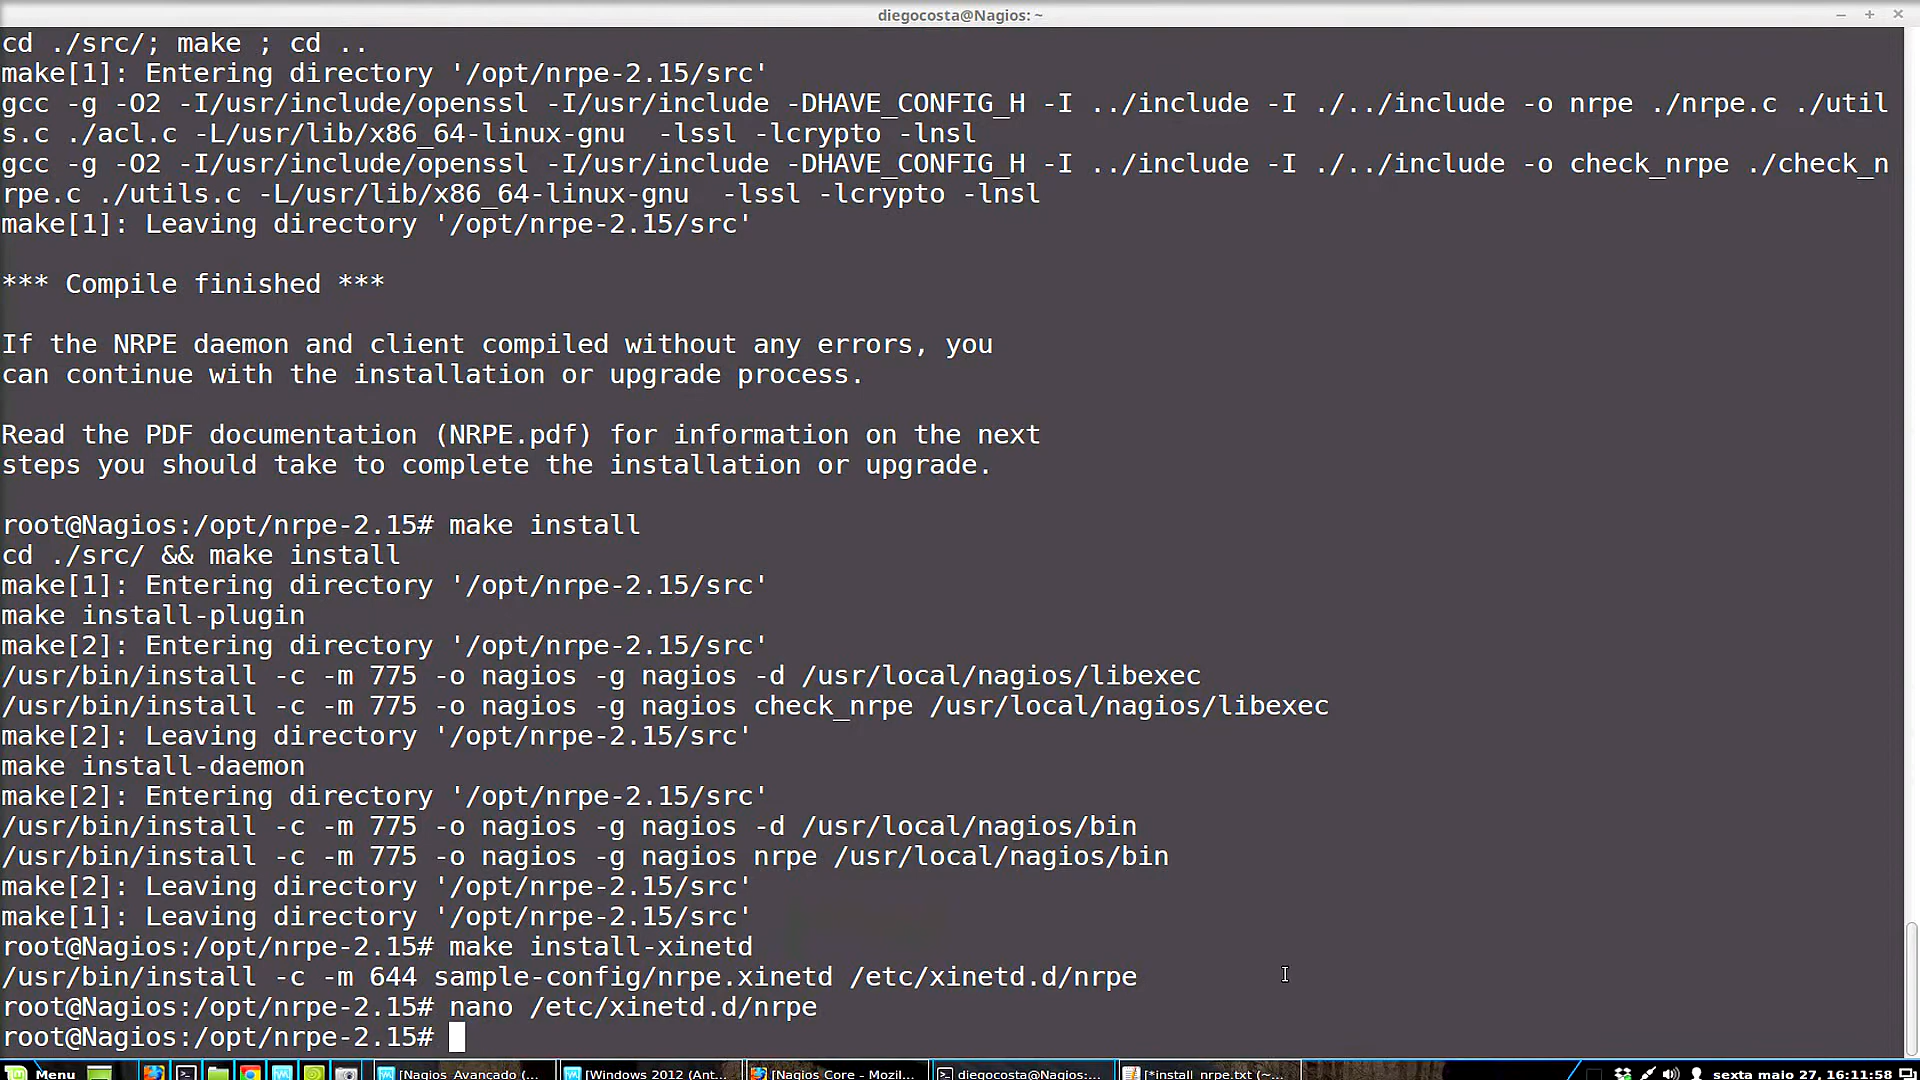 diegocosta@Nagios: ~
cd ./src/; make ; cd ..
make[1]: Entering directory '/opt/nrpe-2.15/src'
gcc -g -O2 -I/usr/include/openssl -I/usr/include -DHAVE_CONFIG_H -I ../include -I ./../include -o nrpe ./nrpe.c ./util
s.c ./acl.c -L/usr/lib/x86_64-linux-gnu  -lssl -lcrypto -lnsl
gcc -g -O2 -I/usr/include/openssl -I/usr/include -DHAVE_CONFIG_H -I ../include -I ./../include -o check_nrpe ./check_n
rpe.c ./utils.c -L/usr/lib/x86_64-linux-gnu  -lssl -lcrypto -lnsl
make[1]: Leaving directory '/opt/nrpe-2.15/src'
*** Compile finished ***
If the NRPE daemon and client compiled without any errors, you
can continue with the installation or upgrade process.
Read the PDF documentation (NRPE.pdf) for information on the next
steps you should take to complete the installation or upgrade.
root@Nagios:/opt/nrpe-2.15# make install
cd ./src/ && make install
make[1]: Entering directory '/opt/nrpe-2.15/src'
make install-plugin
make[2]: Entering directory '/opt/nrpe-2.15/src'
/usr/bin/install -c -m 775 -o nagios -g nagios -d /usr/local/nagios/libexec
/usr/bin/install -c -m 775 -o nagios -g nagios check_nrpe /usr/local/nagios/libexec
make[2]: Leaving directory '/opt/nrpe-2.15/src'
make install-daemon
make[2]: Entering directory '/opt/nrpe-2.15/src'
/usr/bin/install -c -m 775 -o nagios -g nagios -d /usr/local/nagios/bin
/usr/bin/install -c -m 775 -o nagios -g nagios nrpe /usr/local/nagios/bin
make[2]: Leaving directory '/opt/nrpe-2.15/src'
make[1]: Leaving directory '/opt/nrpe-2.15/src'
root@Nagios:/opt/nrpe-2.15# make install-xinetd
/usr/bin/install -c -m 644 sample-config/nrpe.xinetd /etc/xinetd.d/nrpe
root@Nagios:/opt/nrpe-2.15# nano /etc/xinetd.d/nrpe
root@Nagios:/opt/nrpe-2.15#
Menu [Nagios_Avançado (... [Windows 2012 (Ant... [Nagios Core - Mozil... diegocosta@Nagios:... [*install_nrpe.txt (~... sexta maio 27, 16:11:58